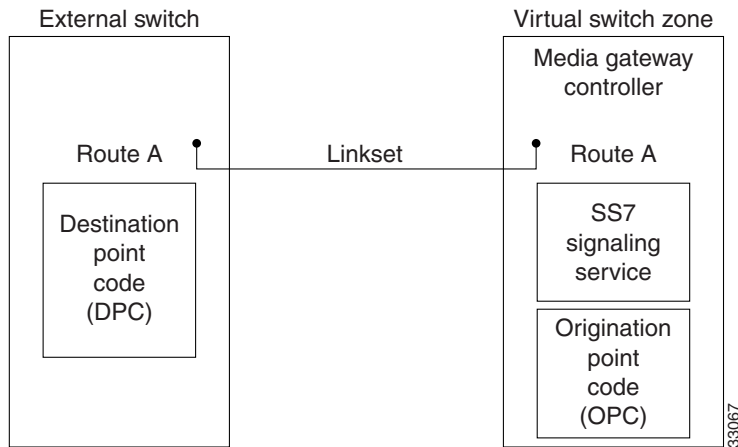 External switch
Virtual switch zone
Media gateway
controller
Route A
Linkset
Route A
Destination
point
code
(DPC)
SS7
signaling
service
Origination
point
code
(OPC)
33067